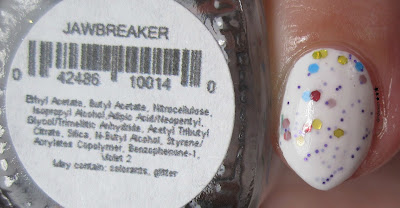 JAWBREAKER
0 42486 10014 0
Ethyl Acetate, Butyl Acetate, Nitrocellulose,
Isopropyl Alcohol, Adipic Acid/Neopentyl,
Glycol/Trimellitic Anhydride, Acetyl Tributyl
Citrate, Silica, N-Butyl Alcohol, Styrene/
Acrylates Copolymer, Benzophenone-1,
Violet 2
May contain: colorants, glitter